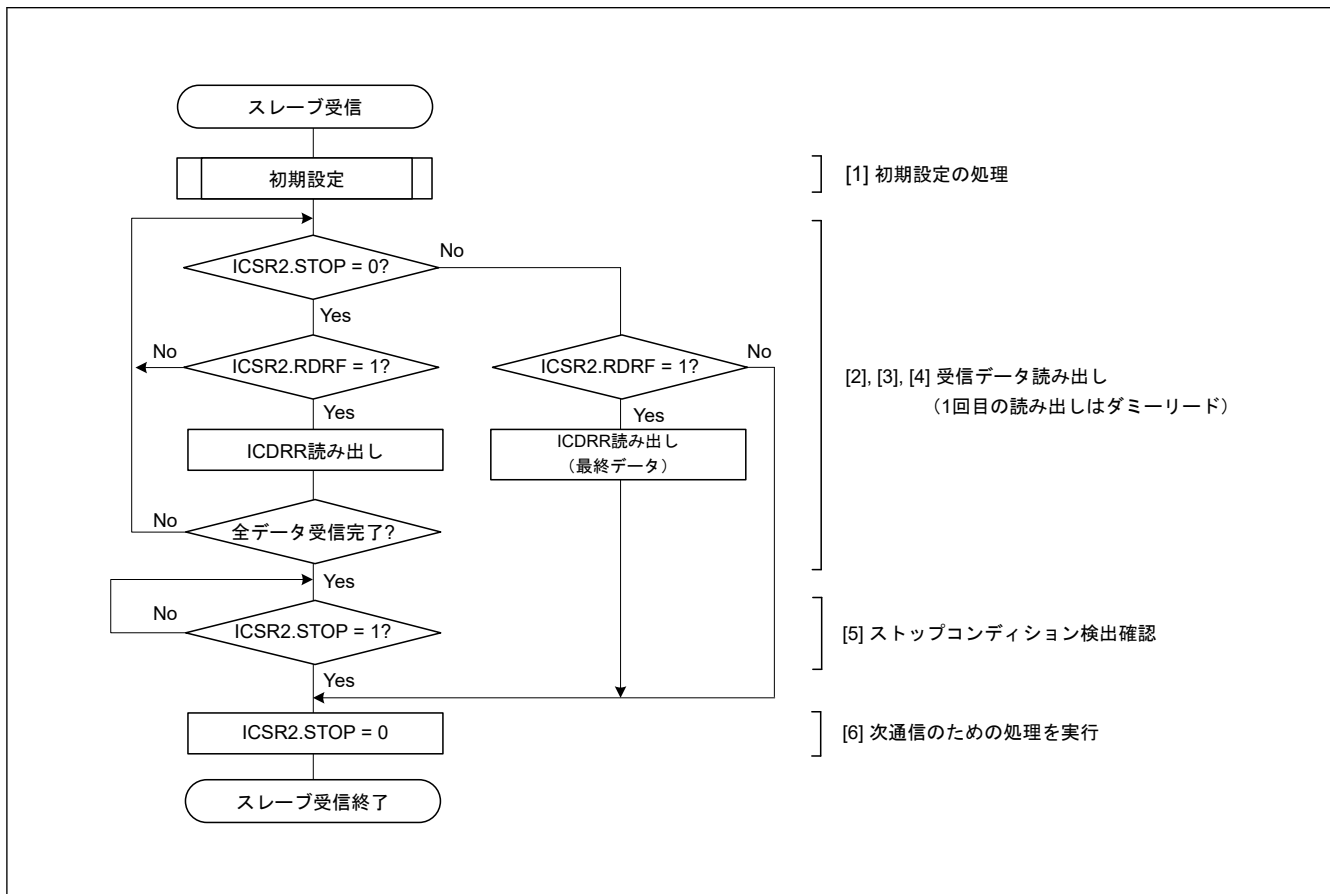 スレーブ受信
初期設定
[1] 初期設定の処理
ICSR2.STOP = 0?
No
Yes
ICSR2.RDRF = 1?
No
Yes
ICSR2.RDRF = 1?
No
Yes
[2], [3], [4] 受信データ読み出し
（1回目の読み出しはダミーリード）
ICDRR読み出し
ICDRR読み出し
（最終データ）
全データ受信完了?
No
Yes
ICSR2.STOP = 1?
No
Yes
[5] ストップコンディション検出確認
ICSR2.STOP = 0
[6] 次通信のための処理を実行
スレーブ受信終了